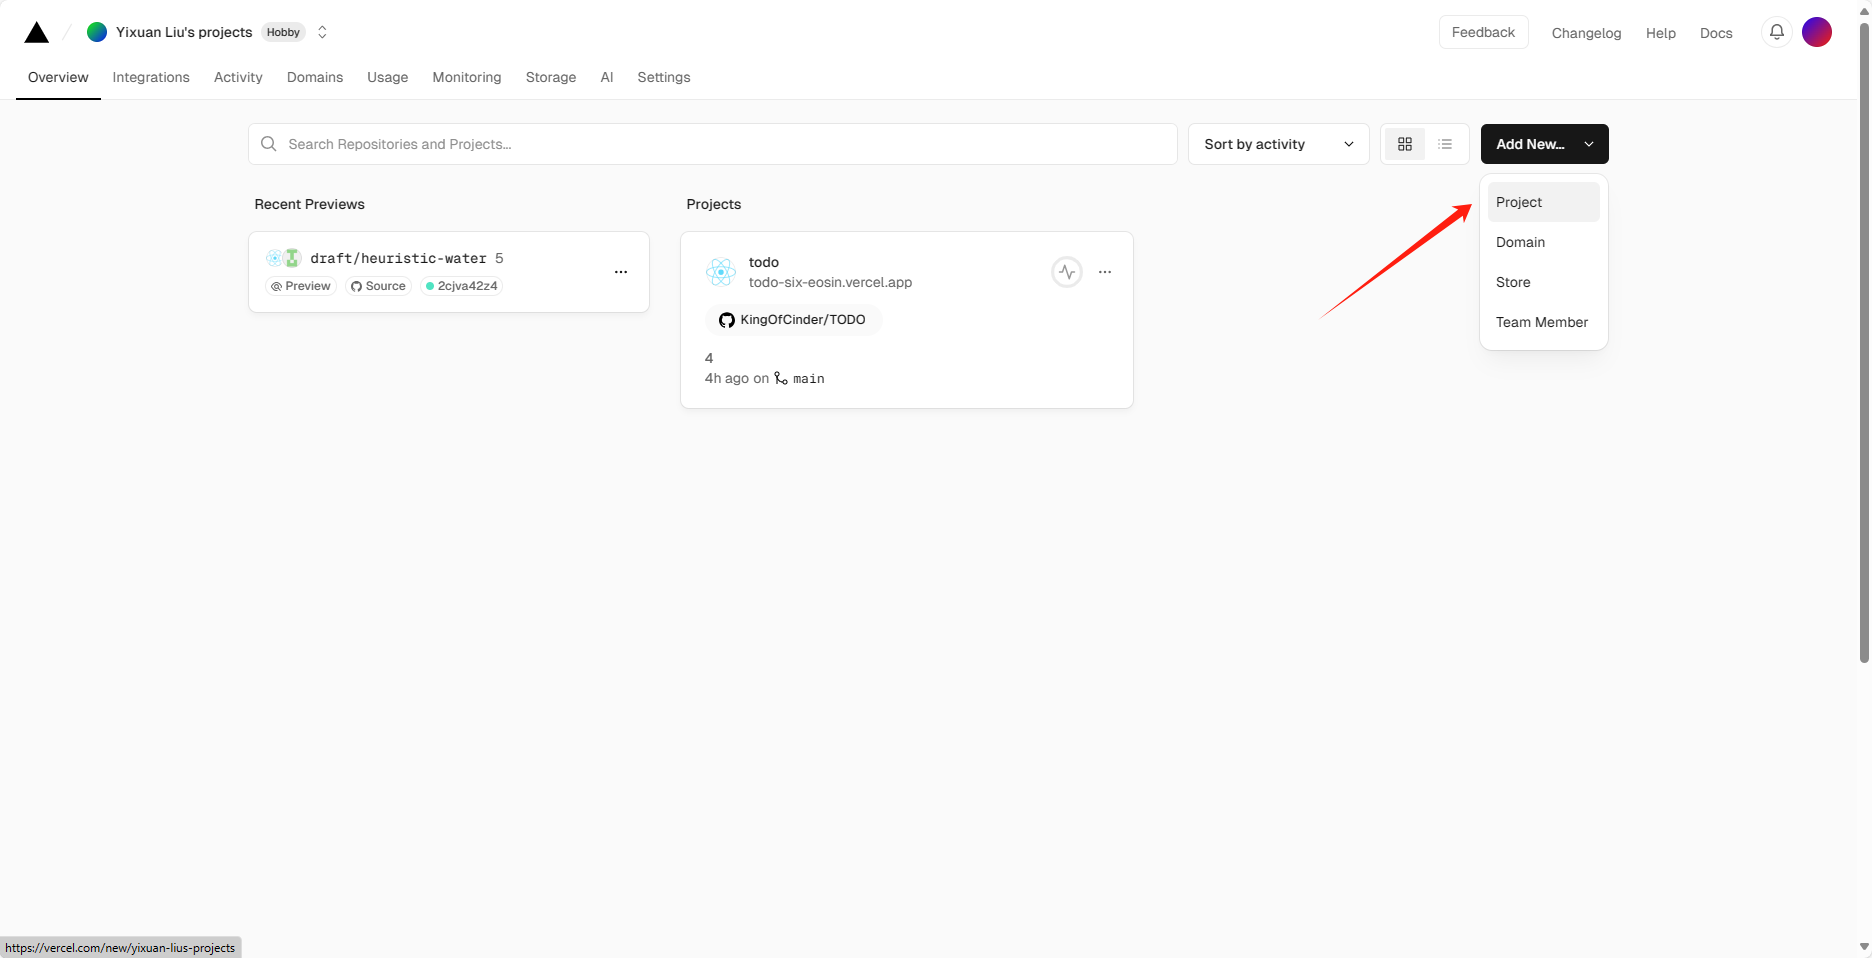 Yixuan Liu's projects Hobby
Feedback Changelog Help Docs
Overview Integrations Activity Domains Usage Monitoring Storage AI Settings
Search Repositories and Projects...
Sort by activity
Add New...
Project
Domain
Store
Team Member
Recent Previews
draft/heuristic-water 5
Preview Source 2cjva42z4
Projects
todo
todo-six-eosin.vercel.app
KingOfCinder/TODO
4
4h ago on main
https://vercel.com/new/yixuan-lius-projects